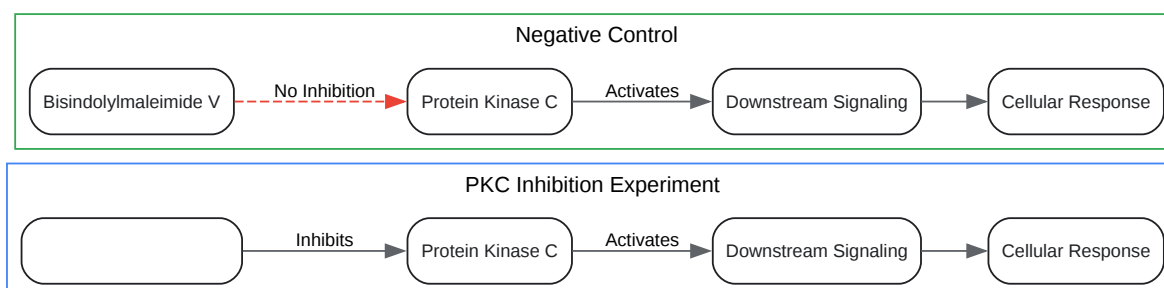 Negative Control
Bisindolylmaleimide V
No Inhibition
Protein Kinase C
Activates
Downstream Signaling
Cellular Response
PKC Inhibition Experiment
Inhibits
Protein Kinase C
Activates
Downstream Signaling
Cellular Response